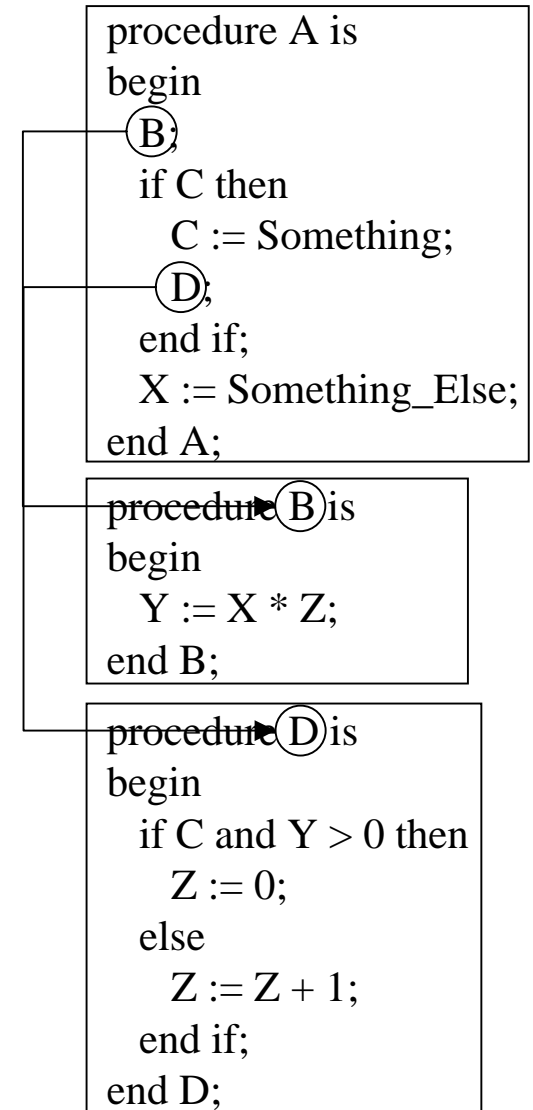 procedure A is
begin
B;
if C then
C := Something;
D;
end if;
X := Something_Else;
end A;
procedure B is
begin
Y := X * Z;
end B;
procedure D is
begin
if C and Y > 0 then
Z := 0;
else
Z := Z + 1;
end if;
end D;